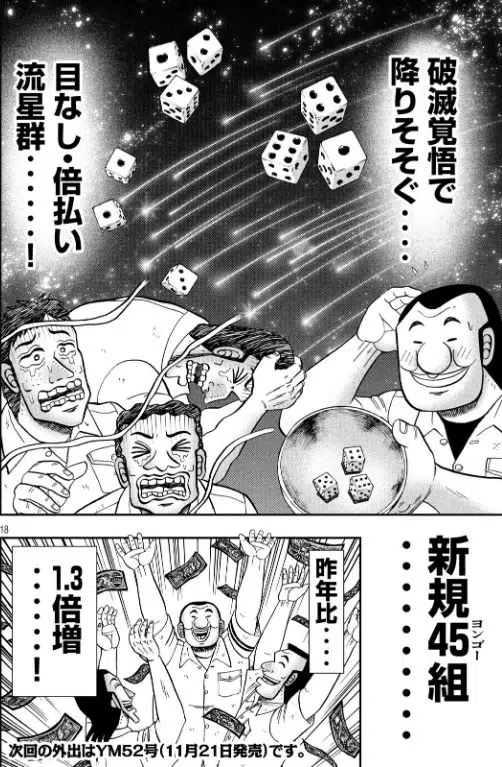 破滅覚悟で
降りそそぐ‥‥
目なし・倍払い
流星群‥‥‥!
18
新規45組
ヨンゴー
‥‥‥‥‥‥
昨年比‥‥
1.3倍増
‥‥‥!
次回の外出はYM52号(11月21日発売)です。